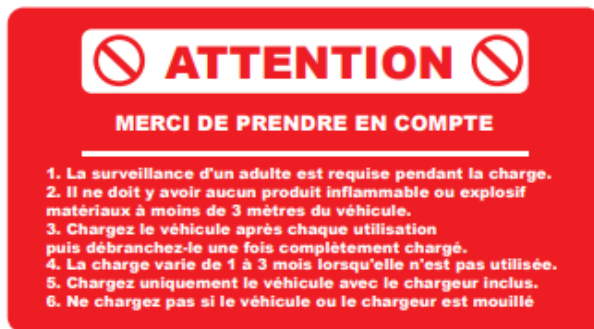 ATTENTION
MERCI DE PRENDRE EN COMPTE
1. La surveillance d'un adulte est requise pendant la charge.
2. Il ne doit y avoir aucun produit inflammable ou explosif
matériaux à moins de 3 mètres du véhicule.
3. Chargez le véhicule après chaque utilisation
puis débranchez-le une fois complètement chargé.
4. La charge varie de 1 à 3 mois lorsqu'elle n'est pas utilisée.
5. Chargez uniquement le véhicule avec le chargeur inclus.
6. Ne chargez pas si le véhicule ou le chargeur est mouillé